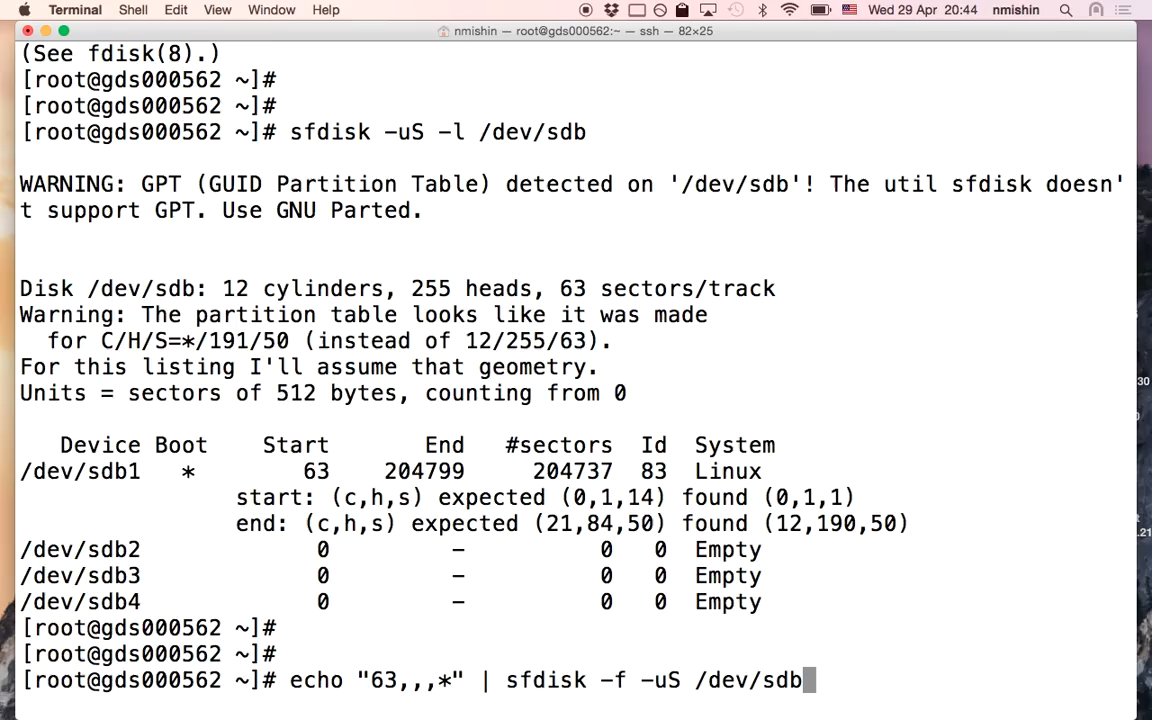 Terminal Shell Edit View Window Help Wed 29 Apr 20:44 nmishin
nmishin — root@gds000562:~ — ssh — 82×25
(See fdisk(8).)
[root@gds000562 ~]#
[root@gds000562 ~]#
[root@gds000562 ~]# sfdisk -uS -l /dev/sdb
WARNING: GPT (GUID Partition Table) detected on '/dev/sdb'! The util sfdisk doesn'
t support GPT. Use GNU Parted.
Disk /dev/sdb: 12 cylinders, 255 heads, 63 sectors/track
Warning: The partition table looks like it was made
for C/H/S=*/191/50 (instead of 12/255/63).
For this listing I'll assume that geometry.
Units = sectors of 512 bytes, counting from 0
Device Boot Start End #sectors Id System
/dev/sdb1 * 63 204799 204737 83 Linux
start: (c,h,s) expected (0,1,14) found (0,1,1)
end: (c,h,s) expected (21,84,50) found (12,190,50)
/dev/sdb2 0 - 0 0 Empty
/dev/sdb3 0 - 0 0 Empty
/dev/sdb4 0 - 0 0 Empty
[root@gds000562 ~]#
[root@gds000562 ~]#
[root@gds000562 ~]# echo "63,,,*" | sfdisk -f -uS /dev/sdb